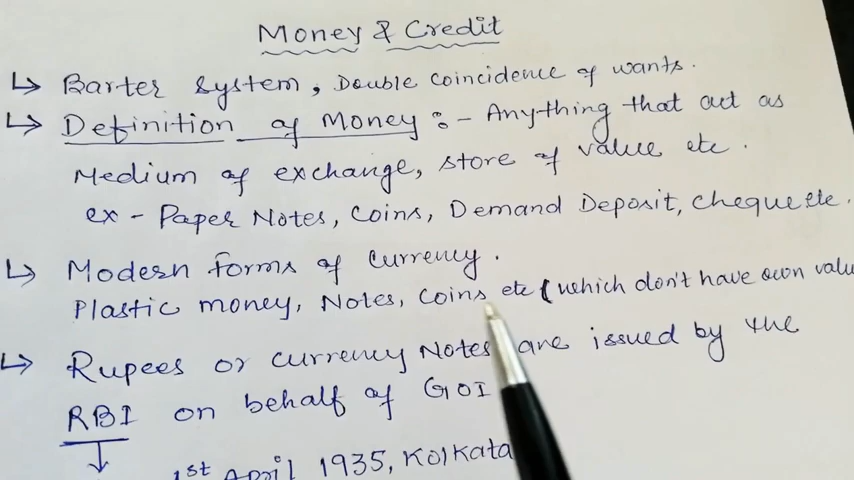 Money & Credit
↳ Barter system, Double coincidence of wants.
↳ Definition of Money :- Anything that act as
Medium of exchange, store of value etc.
ex - Paper Notes, Coins, Demand Deposit, Cheque etc.
↳ Modern forms of currency.
Plastic money, Notes, Coins etc (which don't have own valu
↳ Rupees or currency Notes are issued by the
RBI on behalf of GOI
1st April 1935, Kolkata